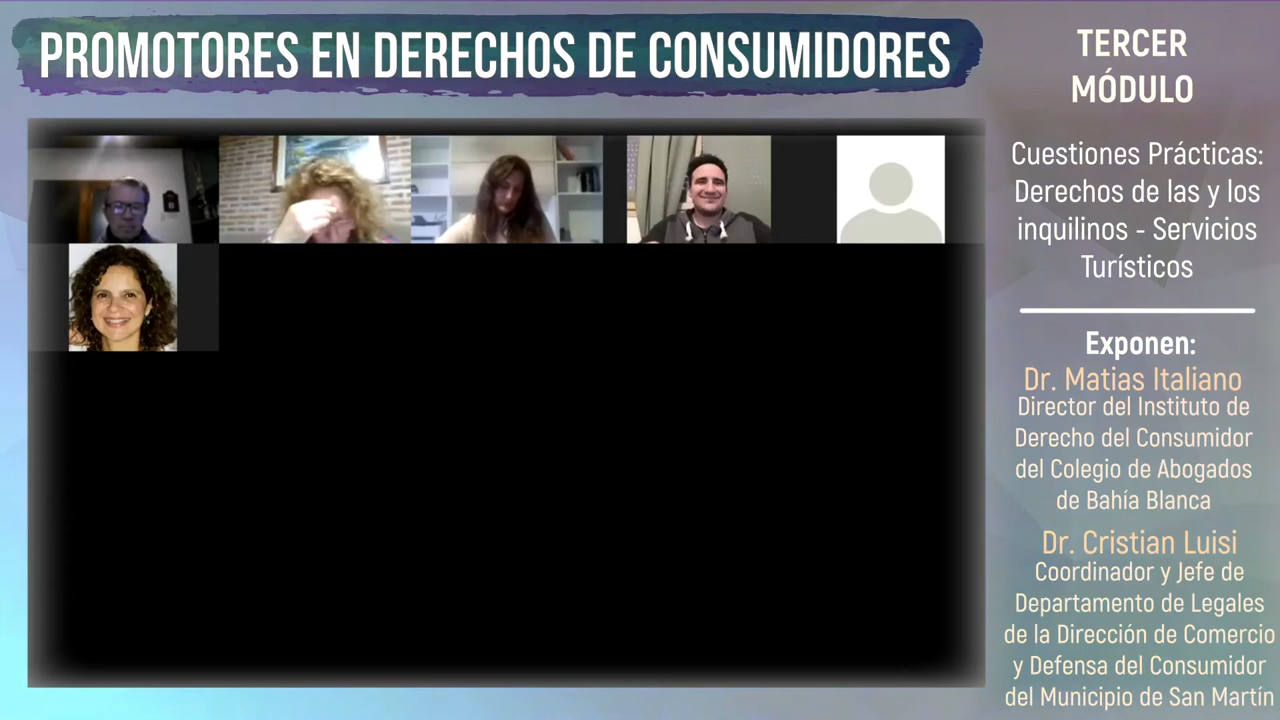 PROMOTORES EN DERECHOS DE CONSUMIDORES
TERCER
MÓDULO
Cuestiones Prácticas:
Derechos de las y los
inquilinos - Servicios
Turísticos
Exponen:
Dr. Matias Italiano
Director del Instituto de
Derecho del Consumidor
del Colegio de Abogados
de Bahía Blanca
Dr. Cristian Luisi
Coordinador y Jefe de
Departamento de Legales
de la Dirección de Comercio
y Defensa del Consumidor
del Municipio de San Martín